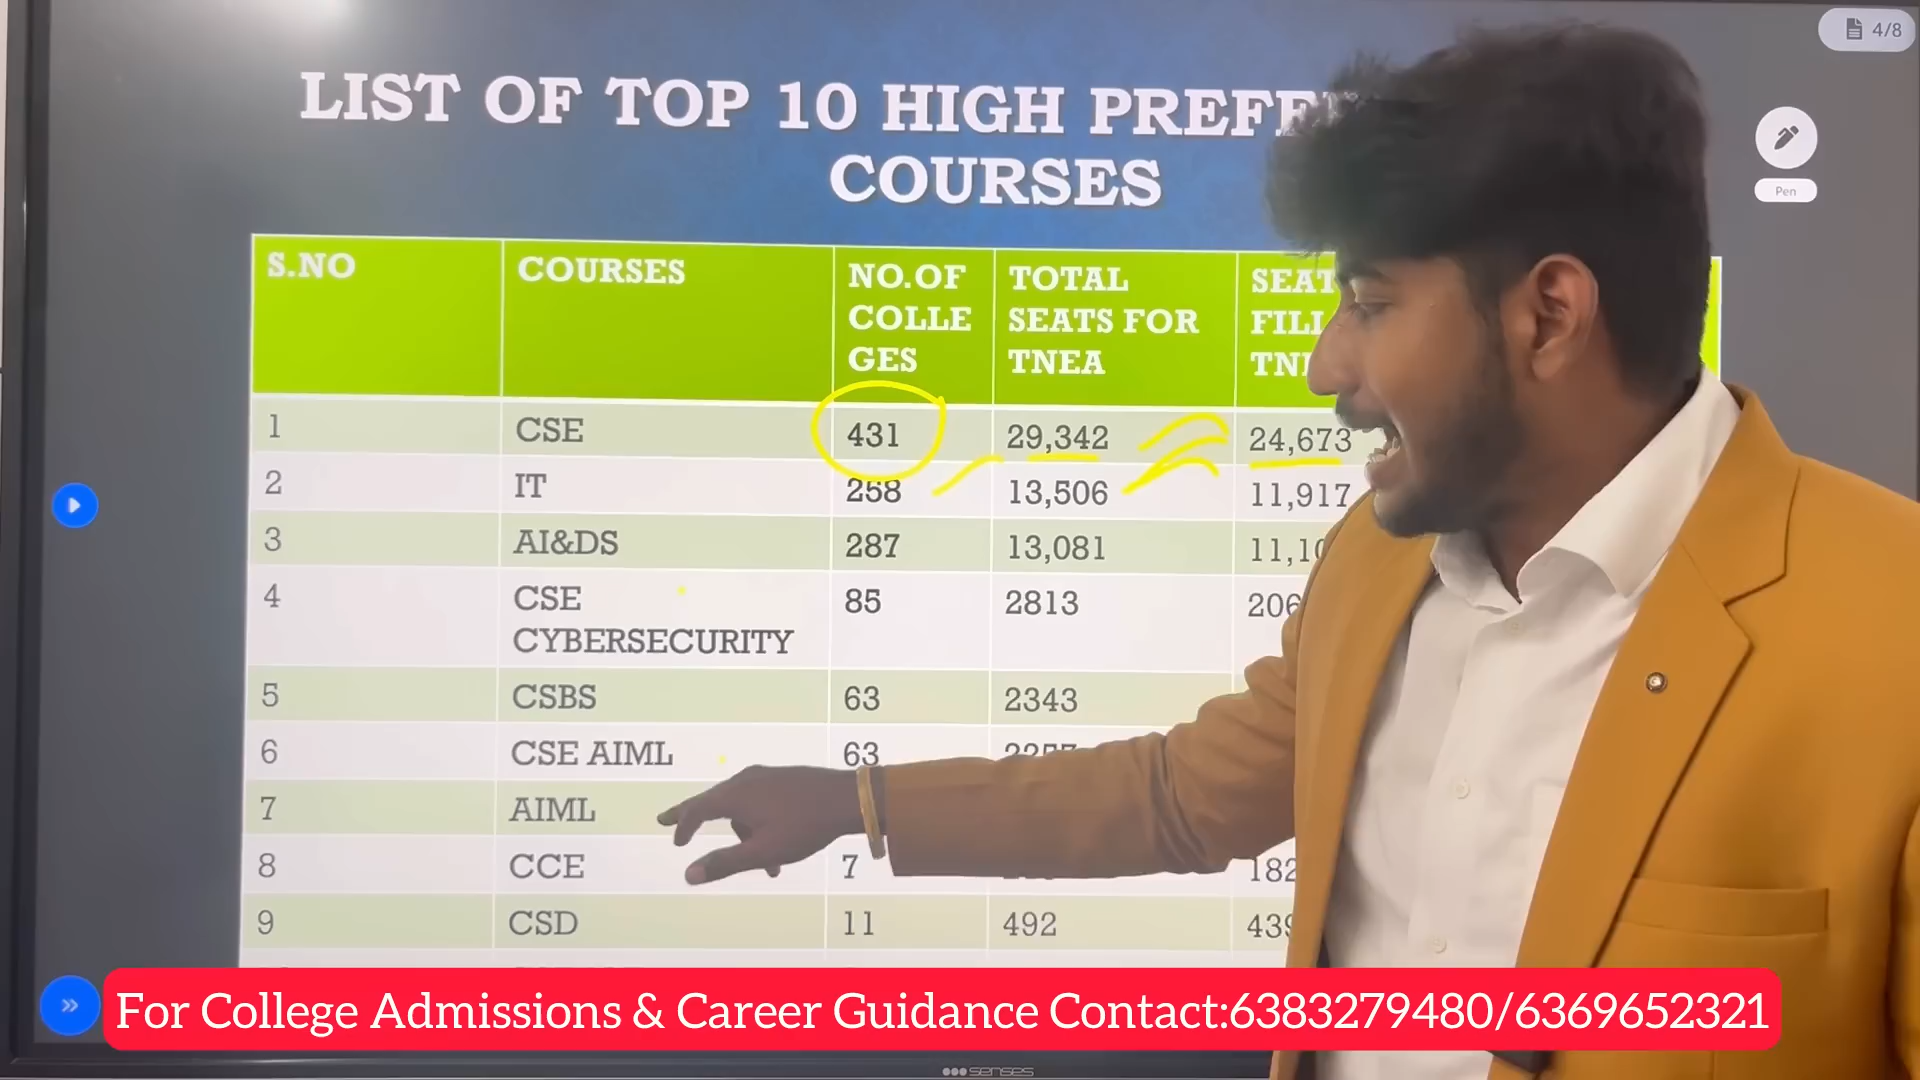 4/8
LIST OF TOP 10 HIGH
COURSES
Pen
S.NO COURSES NO.OF TOTAL
COLLE SEATS FOR
GES TNEA
1 CSE 431 29,342 24,673
2 IT 258 13,506 11,917
3 AI&DS 287 13,081
4 CSE 85 2813
CYBERSECURITY
5 CSBS 63 2343
6 CSE AIML 63
7 AIML
8 CCE 7
9 CSD 11 492
For College Admissions & Career Guidance Contact:6383279480/6369652321
senses